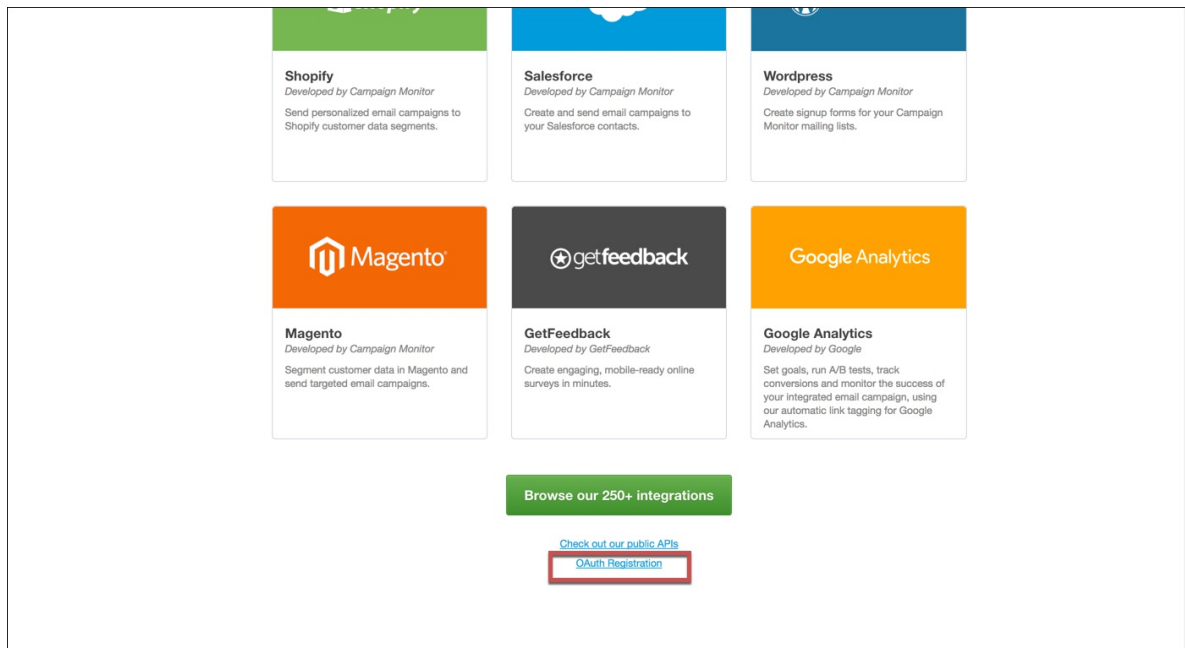 Shopify
Salesforce
Wordpress
Developed by Campaign Monitor
Developed by Campaign Monitor
Developed by Campaign Monitor
Send personalized email campaigns to
Shopify customer data segments.
Create and send email campaigns to
your Salesforce contacts.
Create signup forms for your Campaign
Monitor mailing lists.
Magento
getfeedback
Google Analytics
Magento
Developed by Campaign Monitor
Segment customer data in Magento and
send targeted email campaigns.
GetFeedback
Developed by GetFeedback
Create engaging, mobile-ready online
surveys in minutes.
Google Analytics
Developed by Google
Set goals, run A/B tests, track
conversions and monitor the success of
your integrated email campaign, using
our automatic link tagging for Google
Analytics.
Browse our 250+ integrations
Check out our public APIs
OAuth Registration